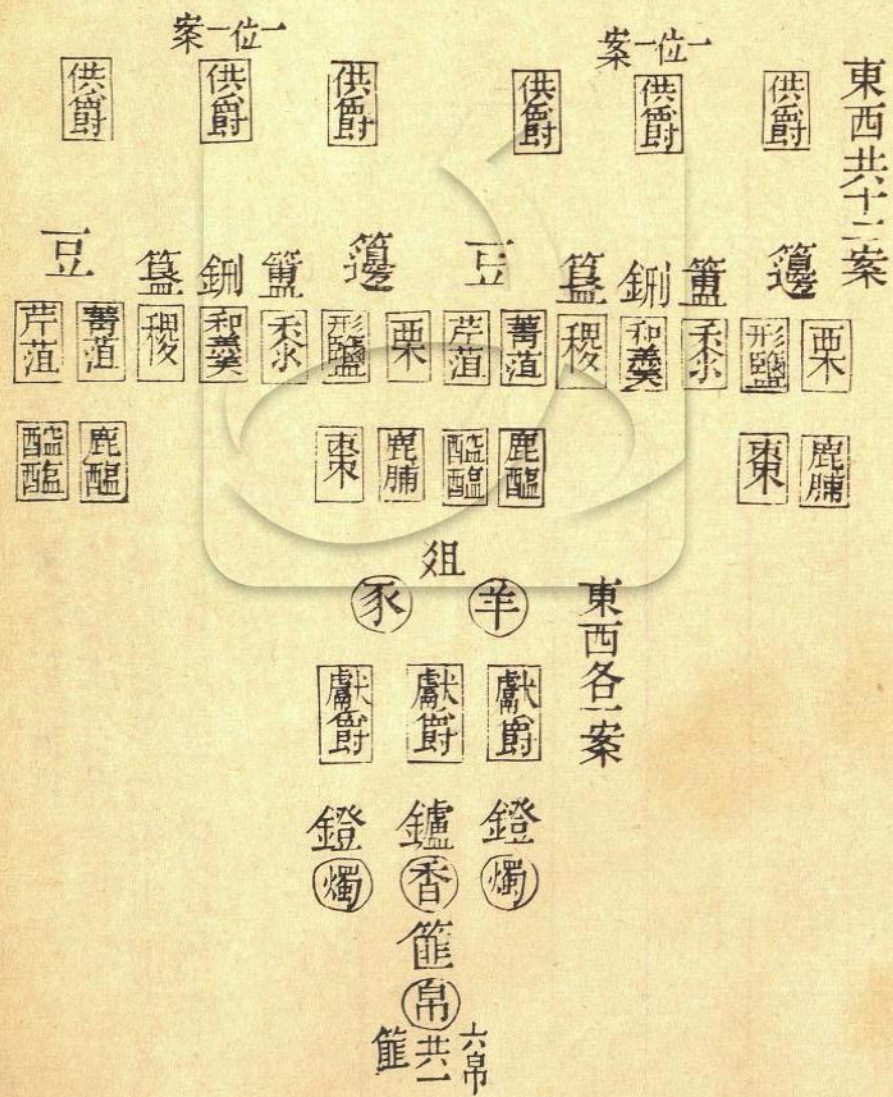 東西共十二案
一位一案
一位一案
供爵 供爵 供爵 供爵 供爵 供爵
籩 簠 鉶 簋 豆 籩 簠 鉶 簋 豆
栗 形鹽 黍 和羹 稷 菁菹 芹菹 栗 形鹽 黍 和羹 稷 菁菹 芹菹
鹿脯 棗 鹿醢 醓醢 鹿脯 棗 鹿醢 醓醢
東西各一案
俎
羊 豕
獻爵 獻爵 獻爵
鐙 鑪 鐙
燭 香 燭
篚
帛
六帛
共一
篚